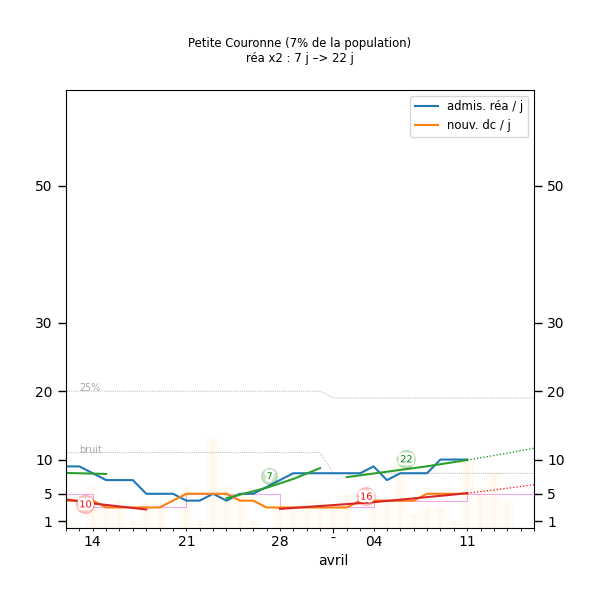 Petite Couronne (7% de la population)
réa x2 : 7 j –> 22 j
admis. réa / j
nouv. dc / j
50 50
30 30
25%
20 20
bruit
10 22 10
7
5 10 16 5
1 1
14 21 28 - 04 11
avril